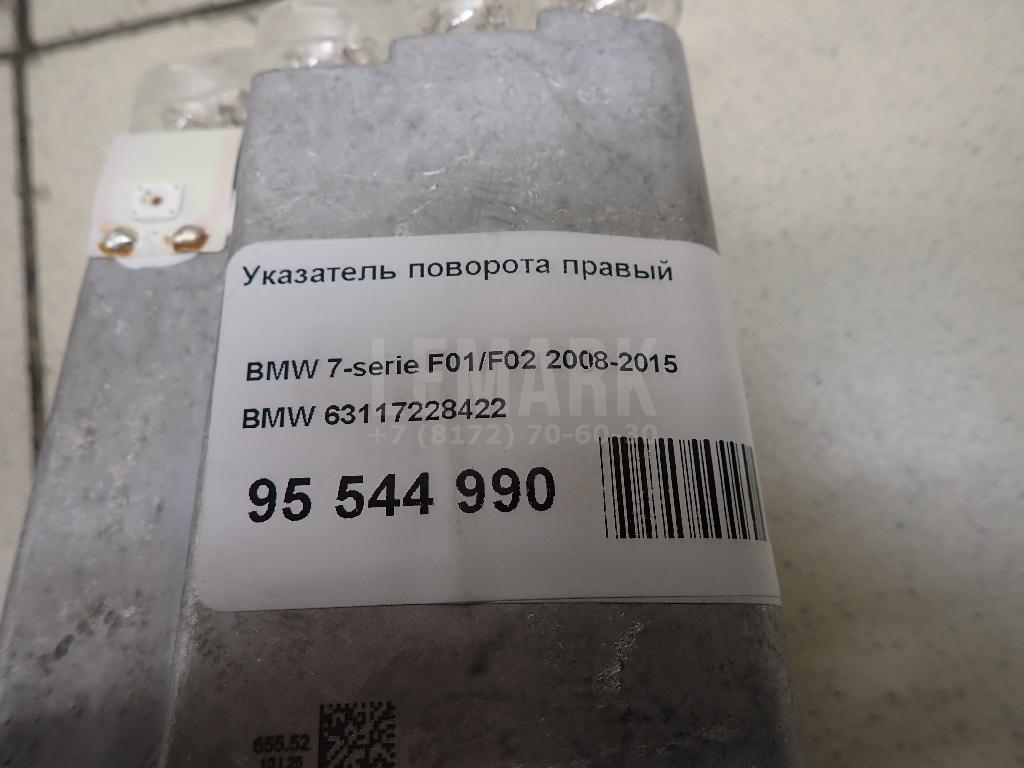 Указатель поворота правый
BMW 7-serie F01/F02 2008-2015
LEMARK
BMW 63117228422
+7 (8172) 70-60-30
95 544 990
655.52